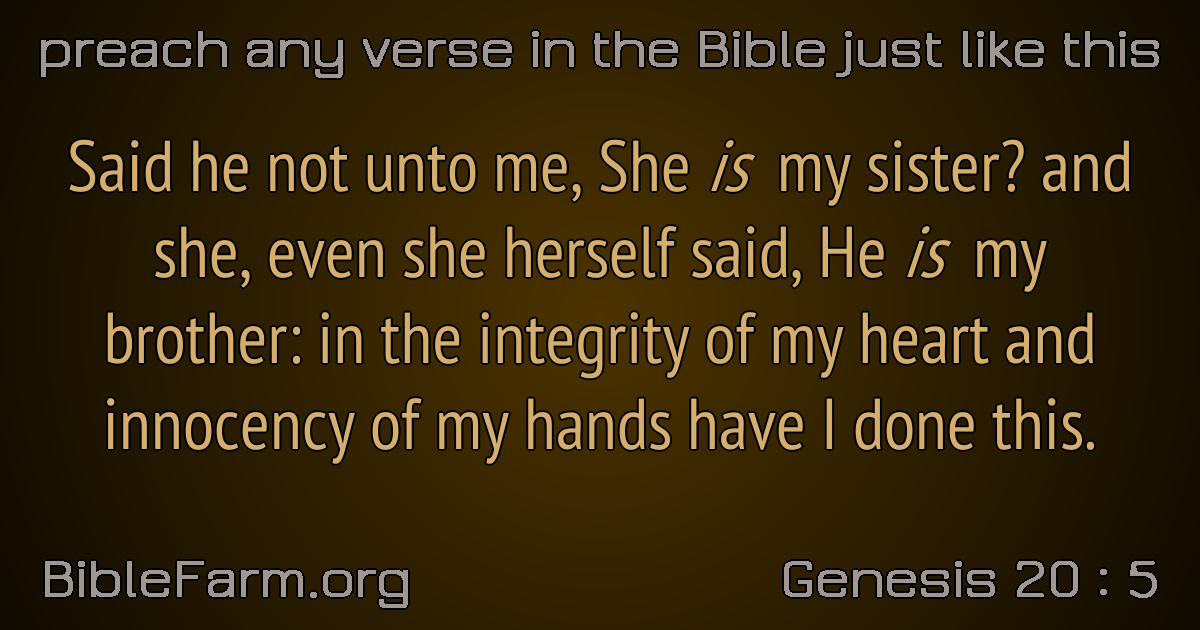 preach any verse in the Bible just like this
Said he not unto me, She is my sister? and
she, even she herself said, He is my
brother: in the integrity of my heart and
innocency of my hands have I done this.
BibleFarm.org
Genesis 20 : 5